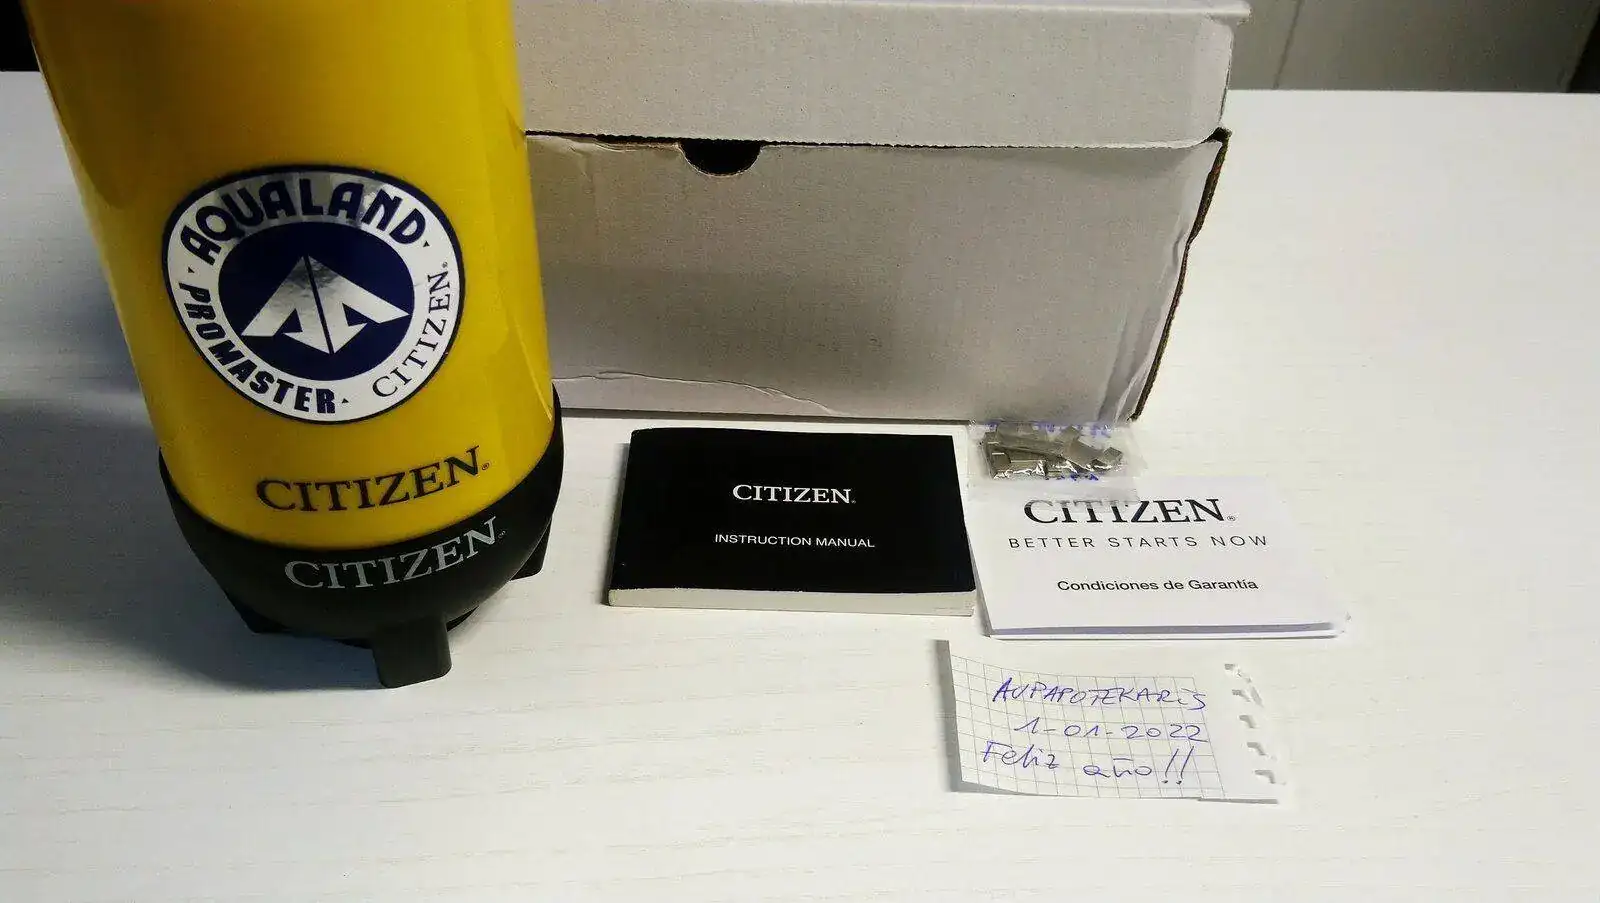 AQUALAND
PROMASTER
CITIZEN
CITIZEN
CITIZEN
CITIZEN
INSTRUCTION MANUAL
CITIZEN
BETTER STARTS NOW
Condiciones de Garantía
AUPAPOTEKARIS
1-01-2022
Feliz año!!